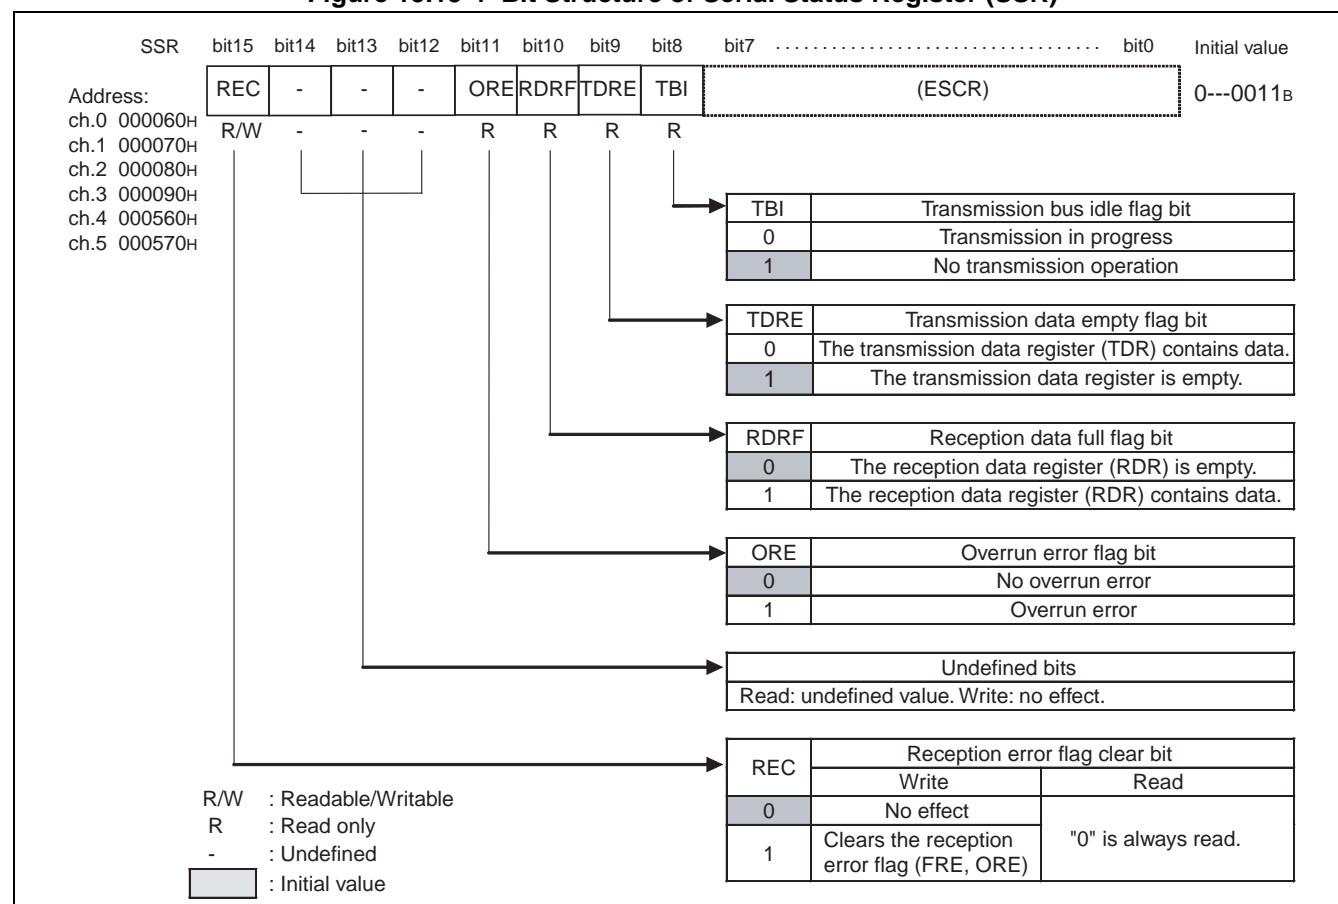 SSR bit15 bit14 bit13 bit12 bit11 bit10 bit9 bit8 bit7 bit0 Initial value
REC - - - ORE RDRF TDRE TBI (ESCR) 0---0011B
R/W - - - R R R R
Address:
ch.0 000060H
ch.1 000070H
ch.2 000080H
ch.3 000090H
ch.4 000560H
ch.5 000570H
TBI Transmission bus idle flag bit
0 Transmission in progress
1 No transmission operation
TDRE Transmission data empty flag bit
0 The transmission data register (TDR) contains data.
1 The transmission data register is empty.
RDRF Reception data full flag bit
0 The reception data register (RDR) is empty.
1 The reception data register (RDR) contains data.
ORE Overrun error flag bit
0 No overrun error
1 Overrun error
Undefined bits
Read: undefined value. Write: no effect.
REC Reception error flag clear bit
Write Read
0 No effect
1 Clears the reception
error flag (FRE, ORE)
"0" is always read.
R/W : Readable/Writable
R : Read only
- : Undefined
: Initial value